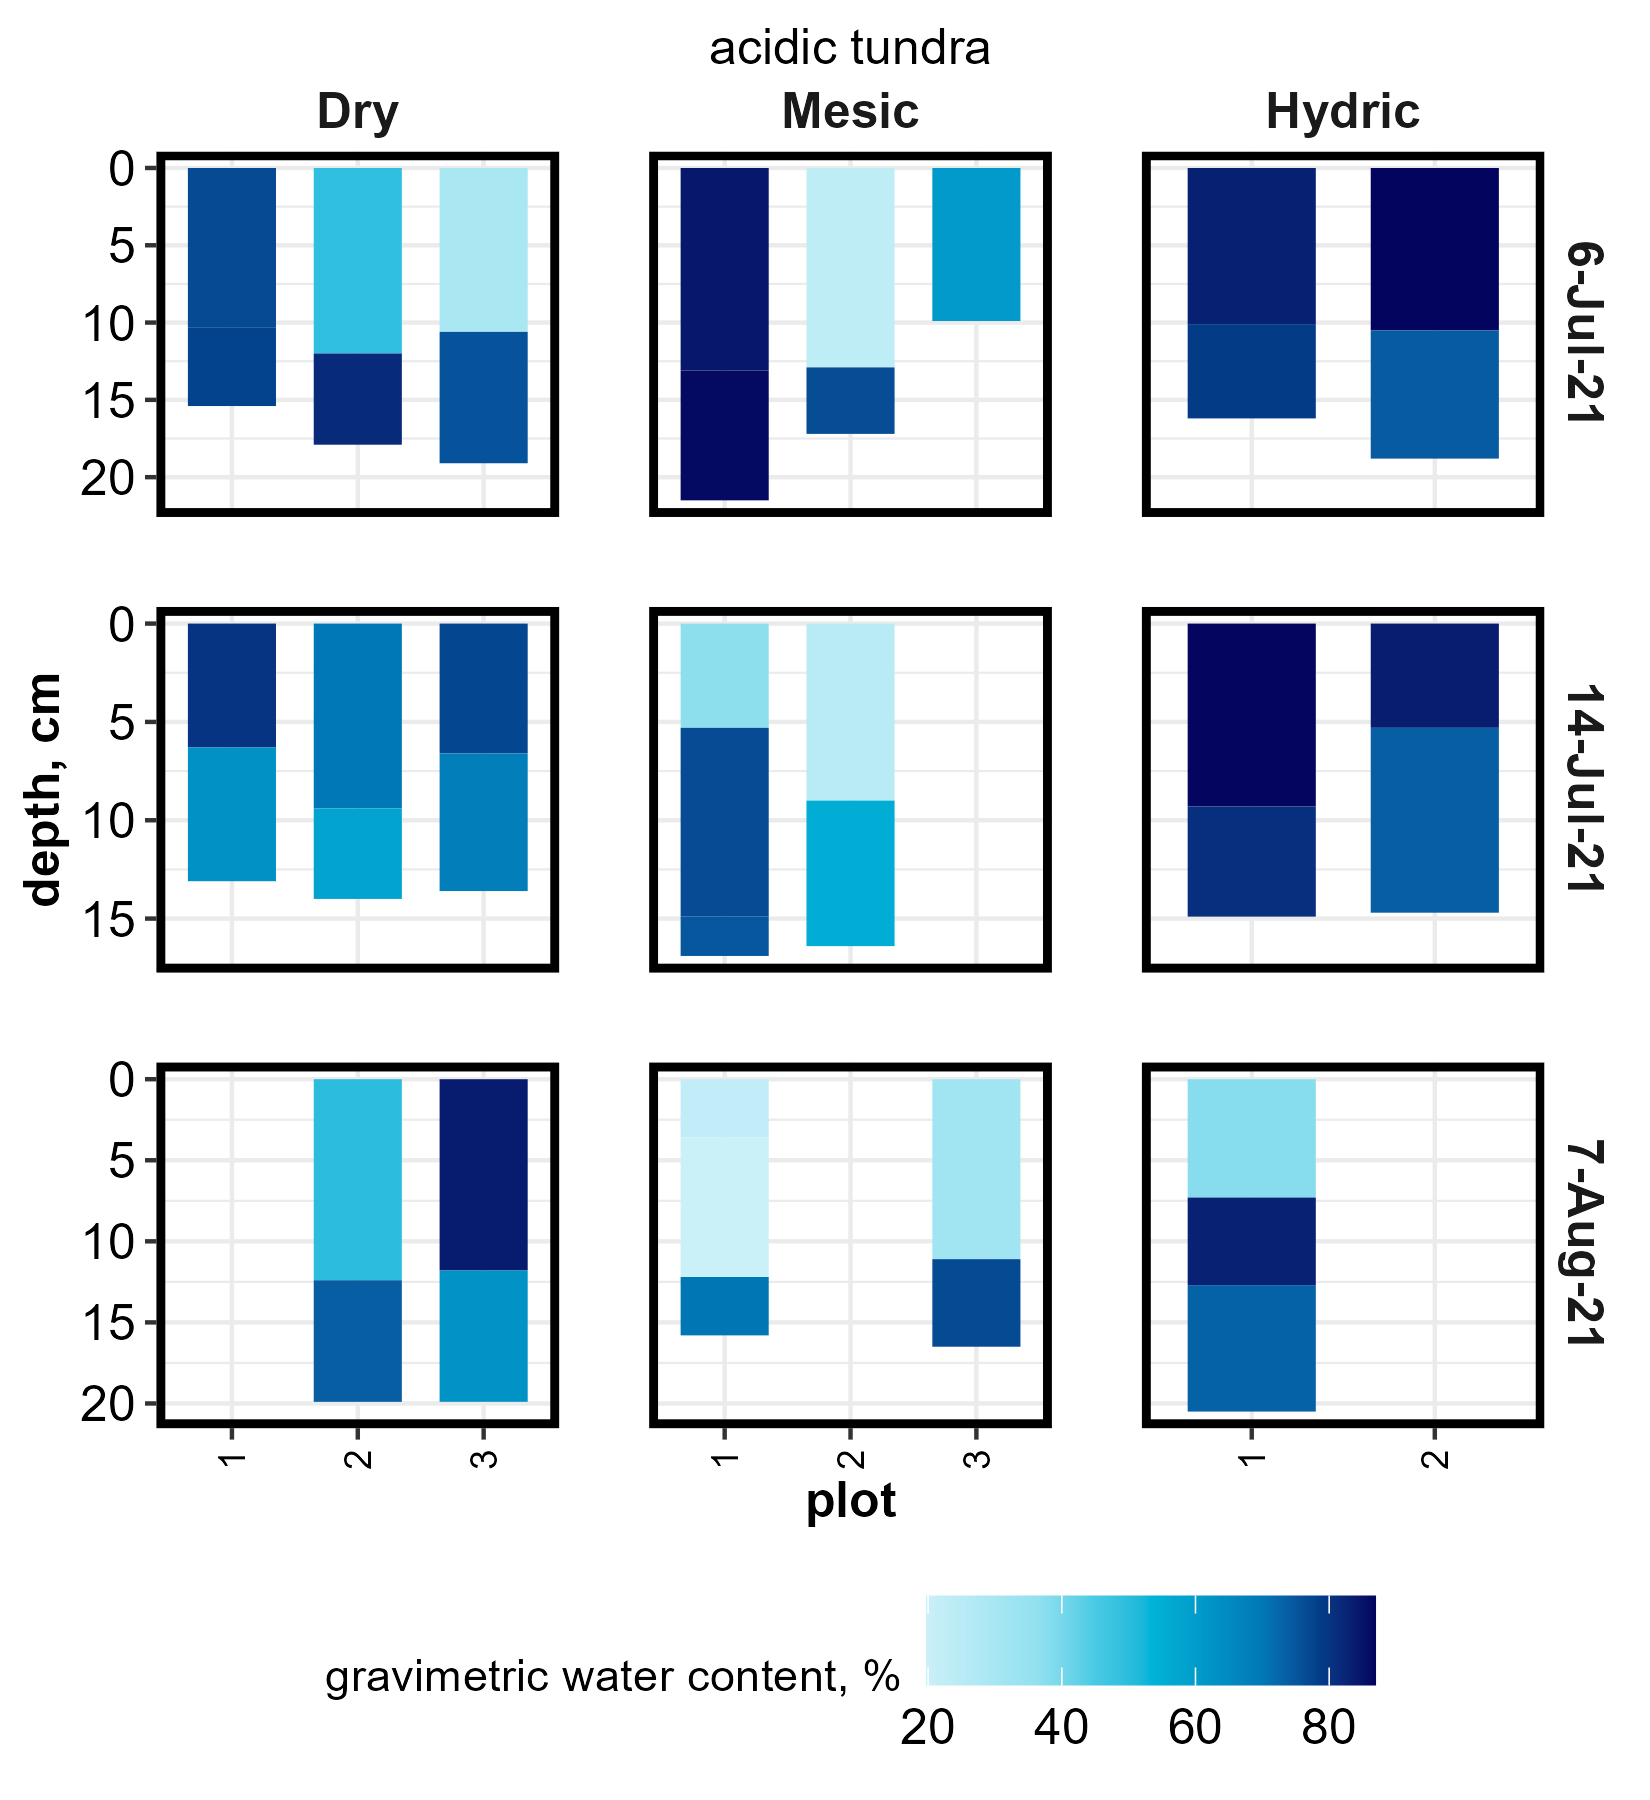 acidic tundra
Dry Mesic Hydric
0
5
10
15
20
6-Jul-21
depth, cm
0
5
10
15
14-Jul-21
0
5
10
15
20
7-Aug-21
1 2 3 1 2 3 1 2
plot
gravimetric water content, %
20 40 60 80